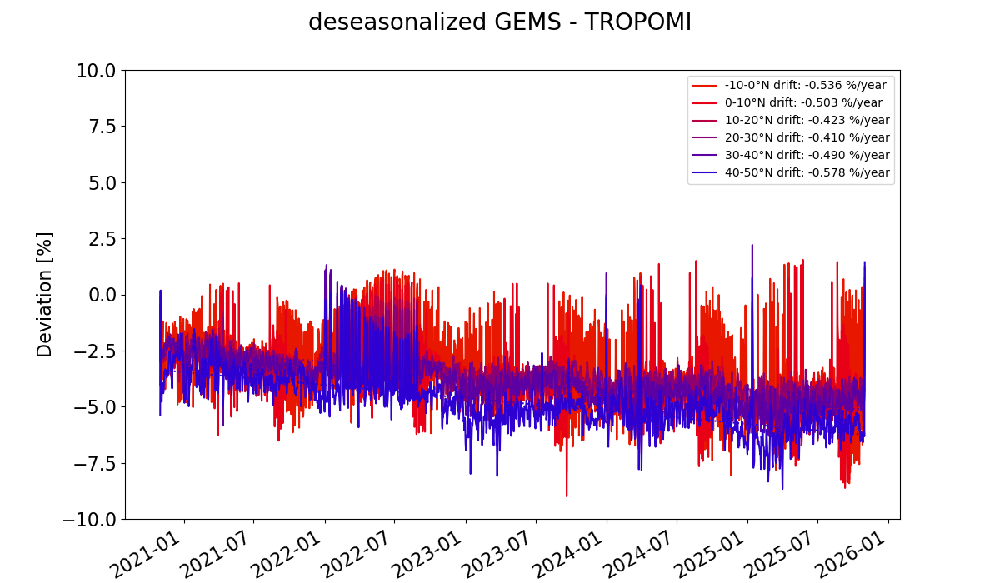 deseasonalized GEMS - TROPOMI
10.0
7.5
5.0
2.5
0.0
−2.5
−5.0
−7.5
−10.0
Deviation [%]
-10-0°N drift: -0.536 %/year
0-10°N drift: -0.503 %/year
10-20°N drift: -0.423 %/year
20-30°N drift: -0.410 %/year
30-40°N drift: -0.490 %/year
40-50°N drift: -0.578 %/year
2021-01
2021-07
2022-01
2022-07
2023-01
2023-07
2024-01
2024-07
2025-01
2025-07
2026-01